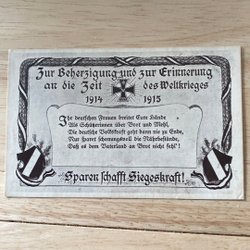 Zur Beherzigung und zur Erinnerung
an die Zeit des Weltkrieges
1914 1915
Ihr deutschen Frauen breitet Eure Hände
Als Schützerinnen über Brot und Mehl,
Die deutsche Volkskraft geht dann nie zu Ende,
Nur spart schonungsvoll die Nährbestände,
Daß es dem Vaterland an Brot nicht fehl'!
Sparen schafft Siegeskraft!